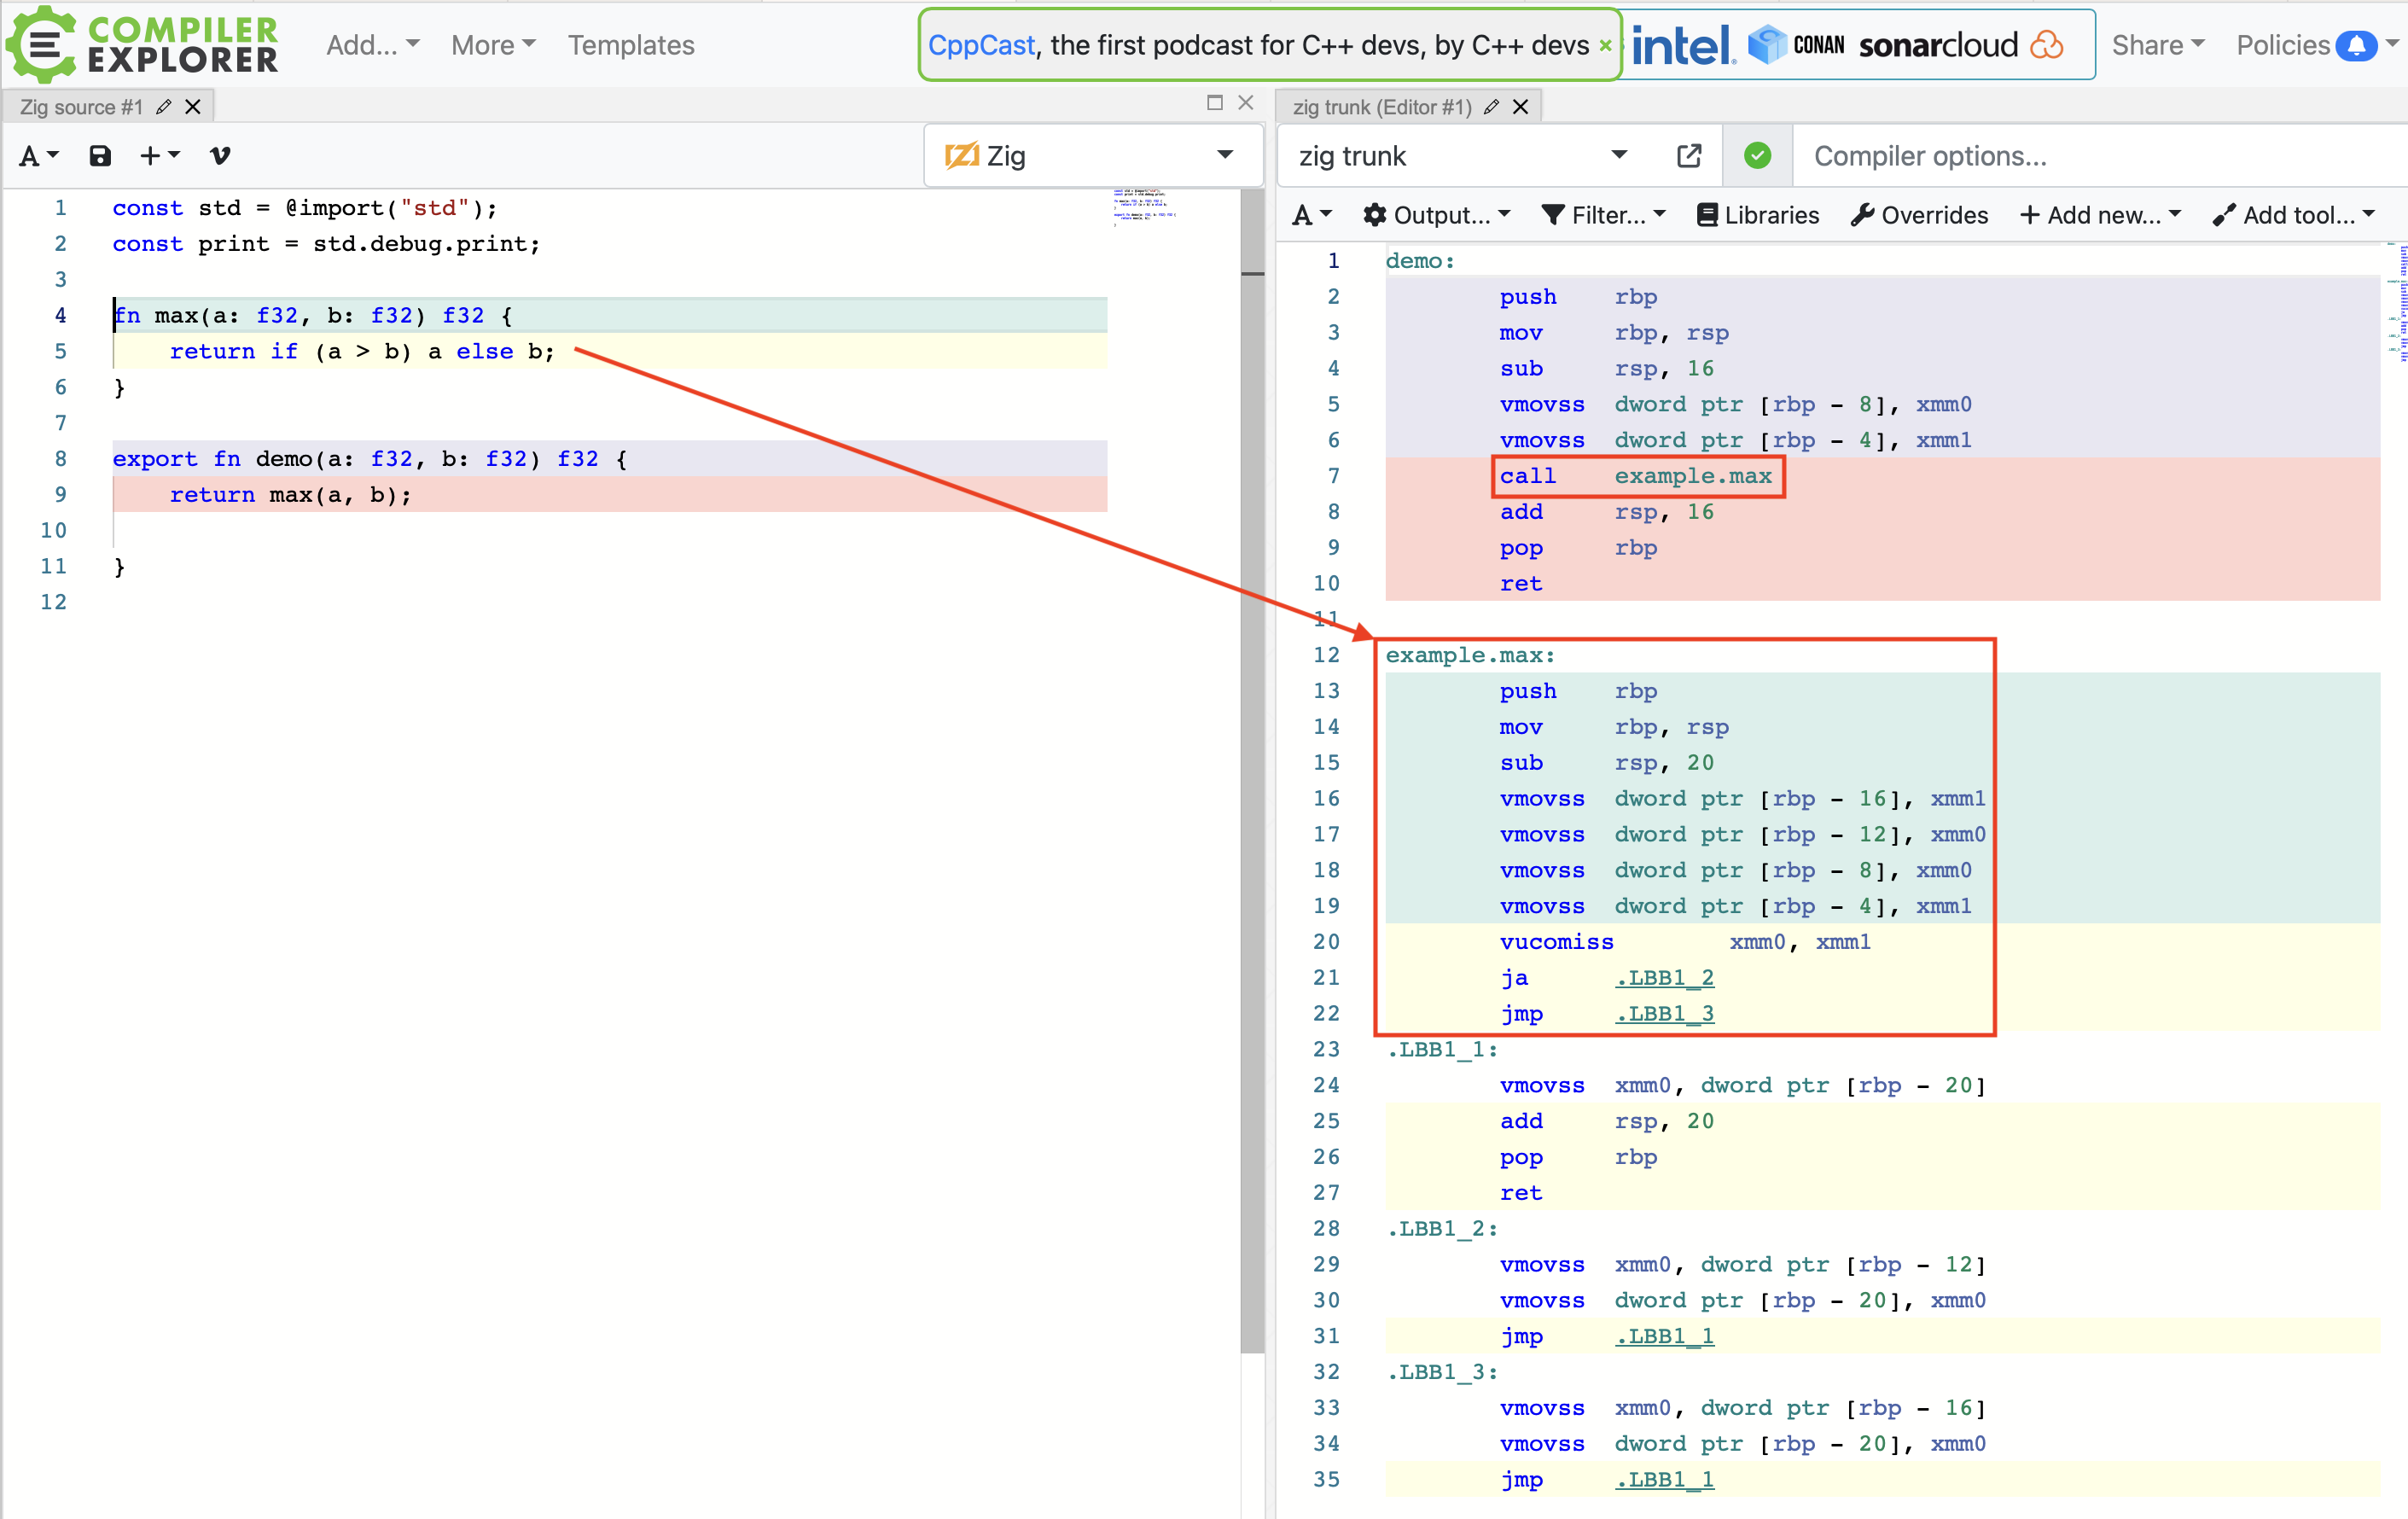 COMPILER EXPLORER Add... More Templates CppCast, the first podcast for C++ devs, by C++ devs × intel. CONAN sonarcloud Share Policies
Zig source #1
zig trunk (Editor #1)
A + Zig
zig trunk Compiler options...
A Output... Filter... Libraries Overrides + Add new... Add tool...
1 const std = @import("std");
2 const print = std.debug.print;
3
4 fn max(a: f32, b: f32) f32 {
5     return if (a > b) a else b;
6 }
7
8 export fn demo(a: f32, b: f32) f32 {
9     return max(a, b);
10
11 }
12
1 demo:
2         push    rbp
3         mov     rbp, rsp
4         sub     rsp, 16
5         vmovss  dword ptr [rbp - 8], xmm0
6         vmovss  dword ptr [rbp - 4], xmm1
7         call    example.max
8         add     rsp, 16
9         pop     rbp
10         ret
11
12 example.max:
13         push    rbp
14         mov     rbp, rsp
15         sub     rsp, 20
16         vmovss  dword ptr [rbp - 16], xmm1
17         vmovss  dword ptr [rbp - 12], xmm0
18         vmovss  dword ptr [rbp - 8], xmm0
19         vmovss  dword ptr [rbp - 4], xmm1
20         vucomiss        xmm0, xmm1
21         ja      .LBB1_2
22         jmp     .LBB1_3
23 .LBB1_1:
24         vmovss  xmm0, dword ptr [rbp - 20]
25         add     rsp, 20
26         pop     rbp
27         ret
28 .LBB1_2:
29         vmovss  xmm0, dword ptr [rbp - 12]
30         vmovss  dword ptr [rbp - 20], xmm0
31         jmp     .LBB1_1
32 .LBB1_3:
33         vmovss  xmm0, dword ptr [rbp - 16]
34         vmovss  dword ptr [rbp - 20], xmm0
35         jmp     .LBB1_1